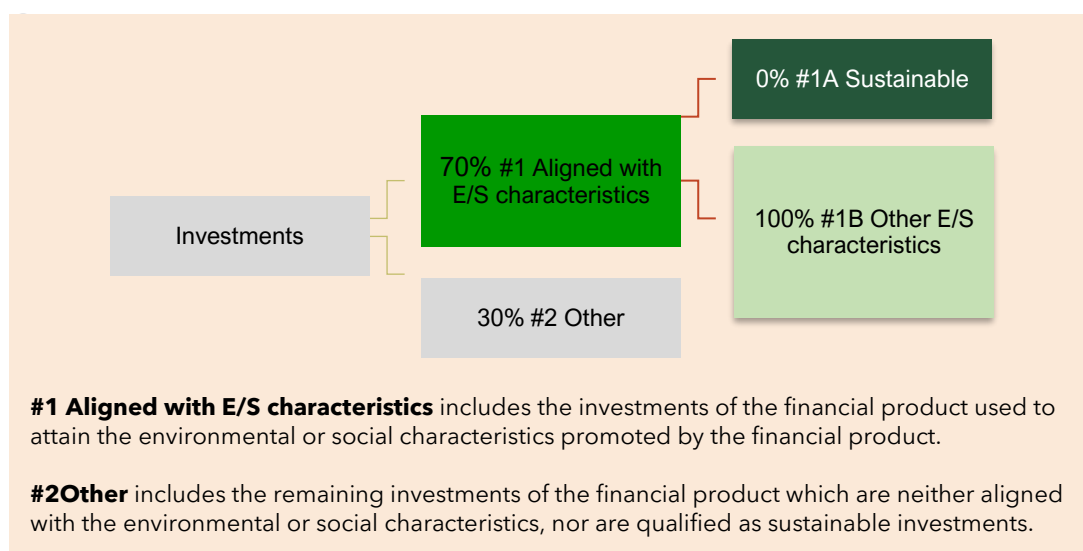 0% #1A Sustainable
70% #1 Aligned with
E/S characteristics
Investments
100% #1B Other E/S
characteristics
30% #2 Other
#1 Aligned with E/S characteristics includes the investments of the financial product used to
attain the environmental or social characteristics promoted by the financial product.
#2Other includes the remaining investments of the financial product which are neither aligned
with the environmental or social characteristics, nor are qualified as sustainable investments.